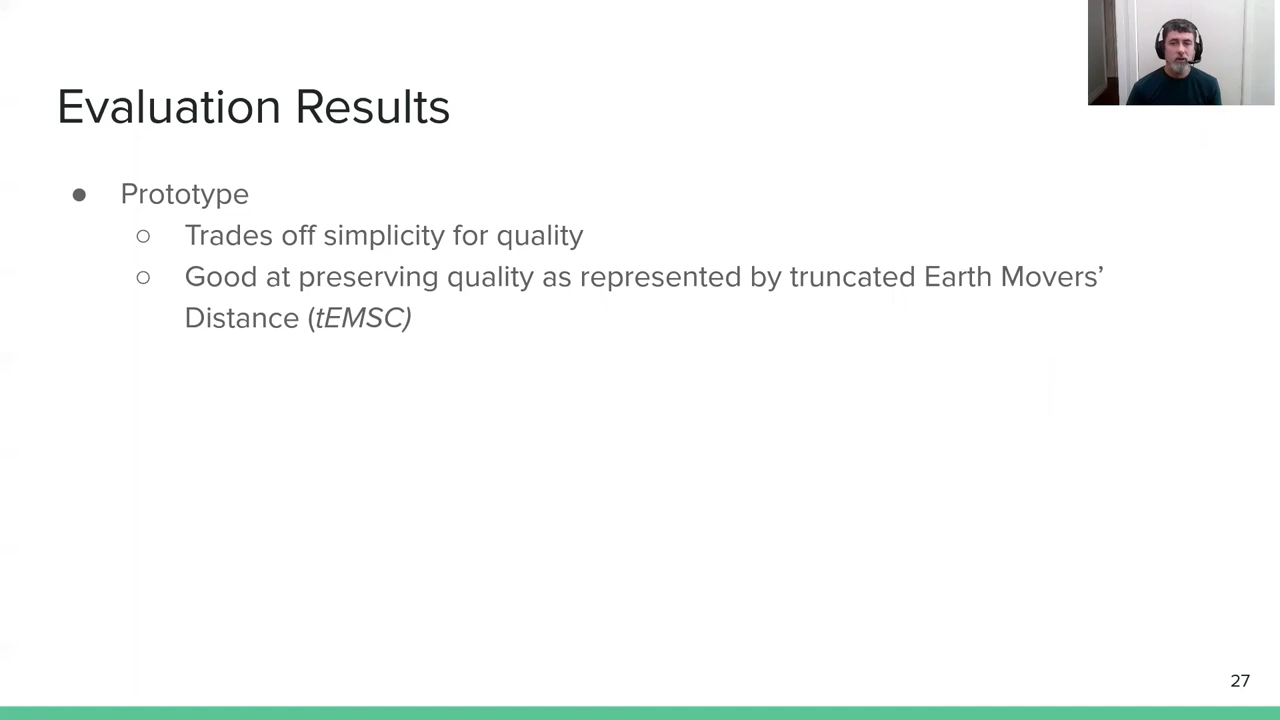 Evaluation Results
● Prototype
○ Trades off simplicity for quality
○ Good at preserving quality as represented by truncated Earth Movers’
Distance (tEMSC)
27